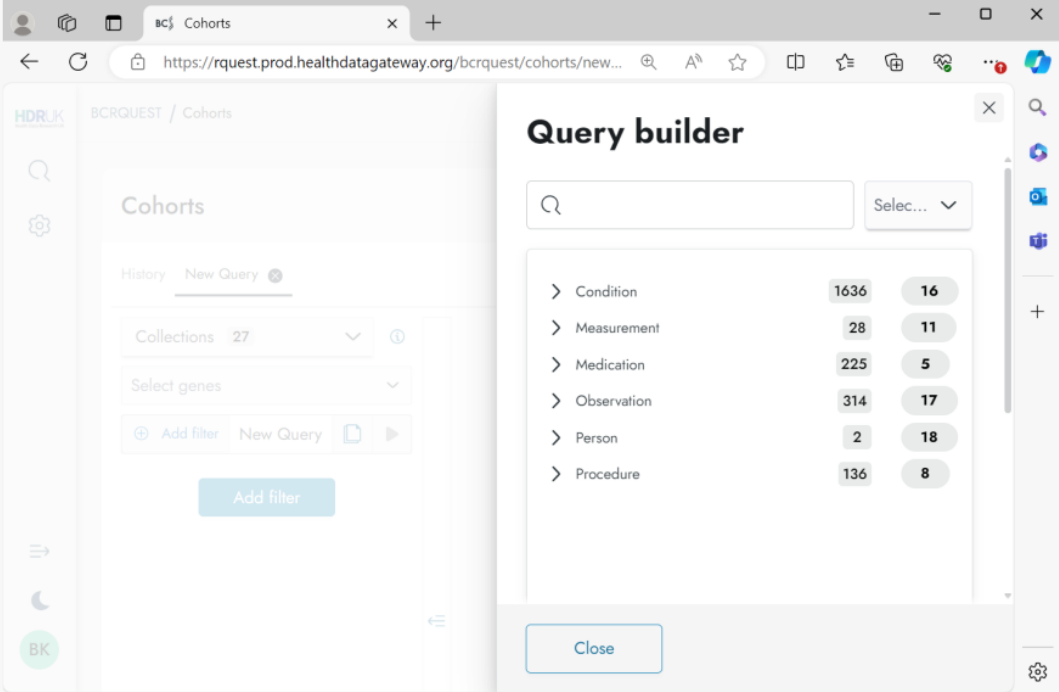 BC Cohorts
https://rquest.prod.healthdatagateway.org/bcrquest/cohorts/new...
HDRUK
BCRQUEST / Cohorts
Cohorts
History New Query
Collections 27
Select genes
Add filter New Query
Add filter
BK
Query builder
Selec...
Condition 1636 16
Measurement 28 11
Medication 225 5
Observation 314 17
Person 2 18
Procedure 136 8
Close